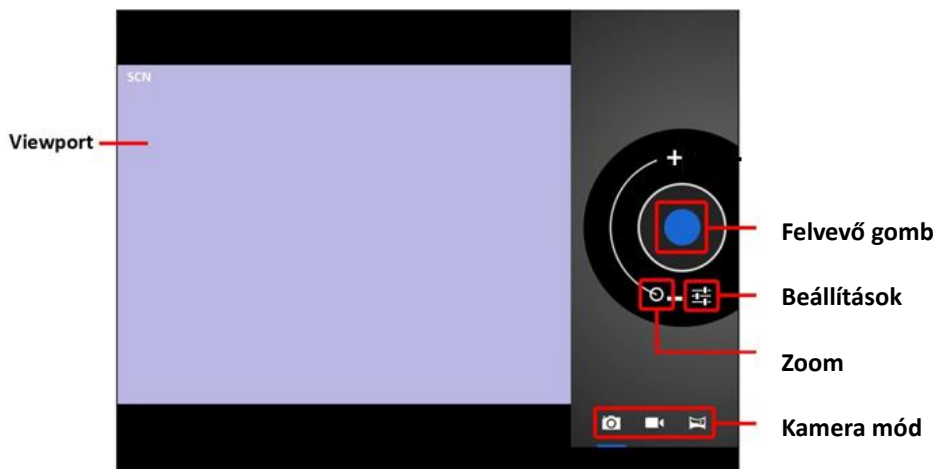 SCN
Viewport
Felvevő gomb
Beállítások
Zoom
Kamera mód